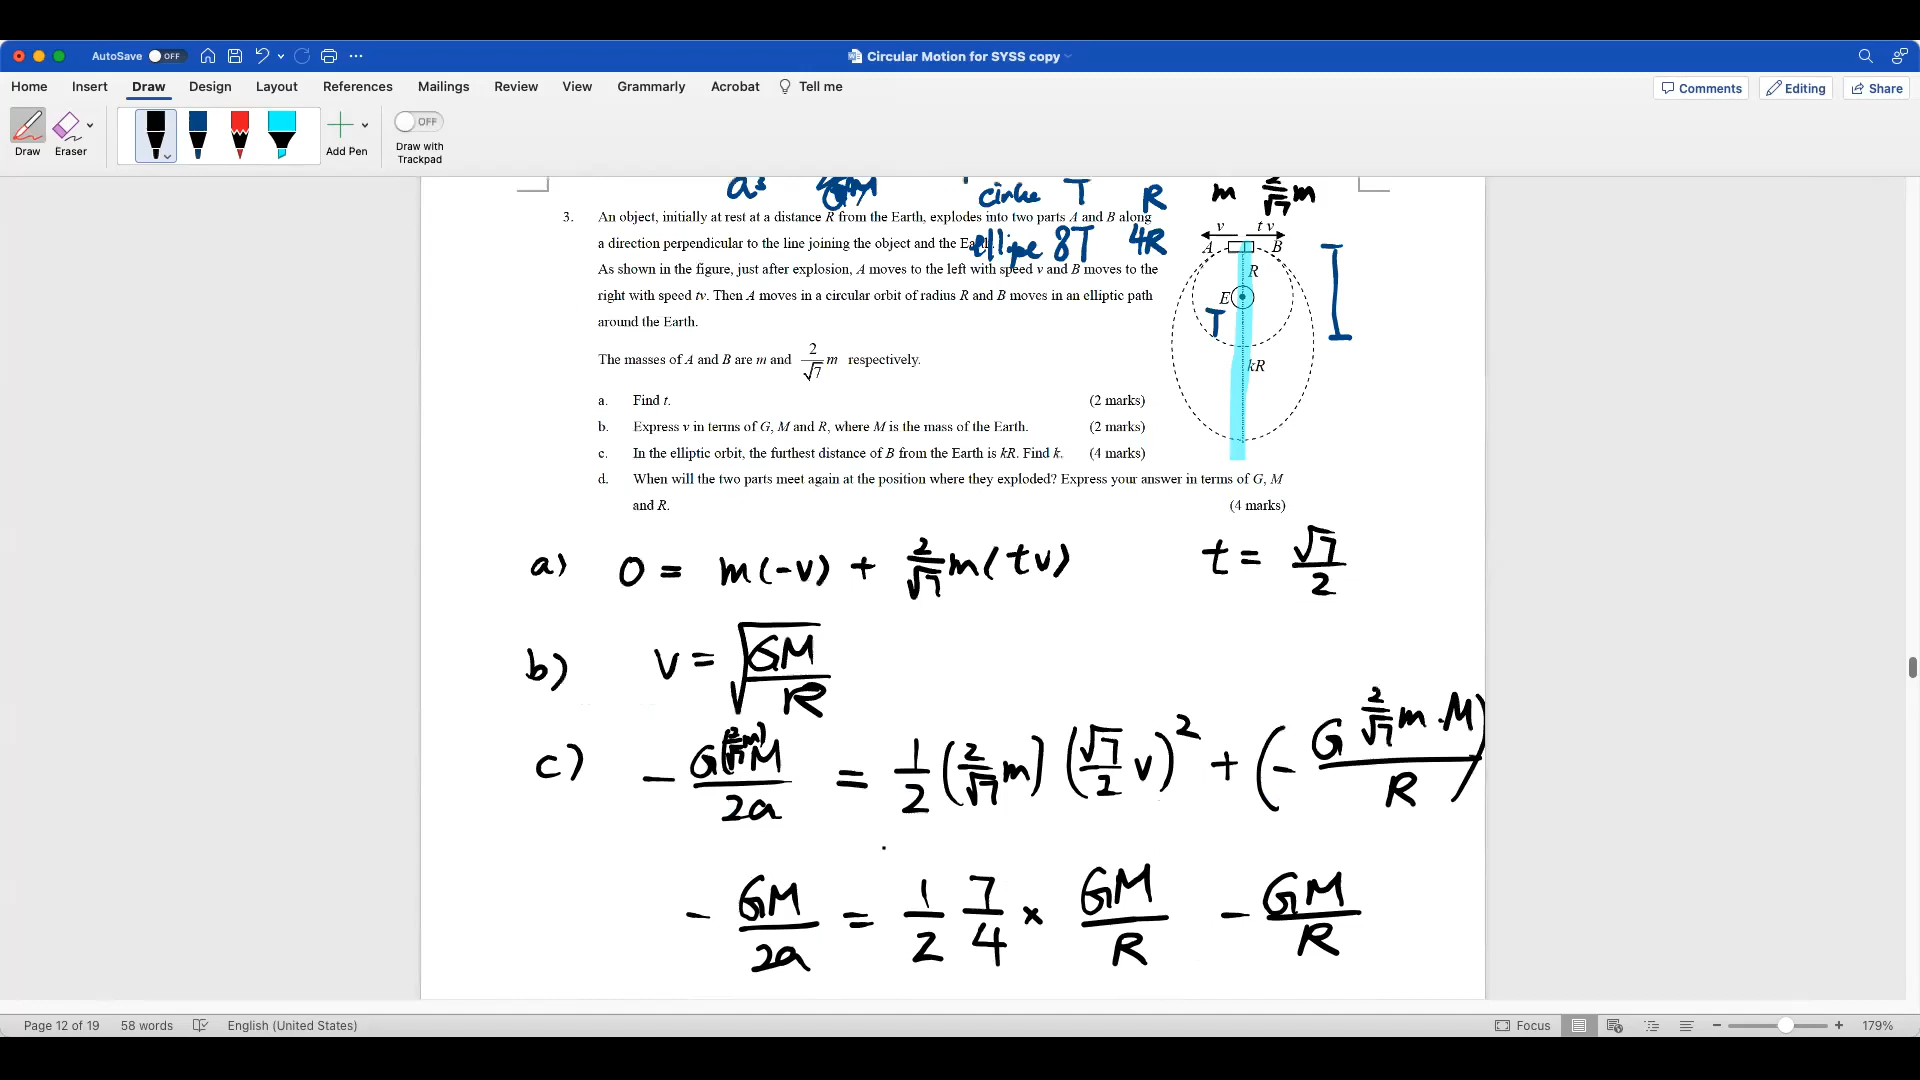 AutoSave OFF
Circular Motion for SYSS copy
Home Insert Draw Design Layout References Mailings Review View Grammarly Acrobat Tell me
Comments Editing Share
Draw Eraser Add Pen OFF Draw with Trackpad
as GM
circle T R
m 2/√7 m
3. An object, initially at rest at a distance R from the Earth, explodes into two parts A and B along
a direction perpendicular to the line joining the object and the Earth.
ellipe 8T 4R
As shown in the figure, just after explosion, A moves to the left with speed v and B moves to the
right with speed tv. Then A moves in a circular orbit of radius R and B moves in an elliptic path
around the Earth.
The masses of A and B are m and 2/√7 m respectively.
v t v
A B
R
E
T
kR
a. Find t. (2 marks)
b. Express v in terms of G, M and R, where M is the mass of the Earth. (2 marks)
c. In the elliptic orbit, the furthest distance of B from the Earth is kR. Find k. (4 marks)
d. When will the two parts meet again at the position where they exploded? Express your answer in terms of G, M
and R. (4 marks)
a) 0 = m(-v) + 2/√7 m(tv) t = √7/2
b) v = √(GM/R)
c) - G(2/√7 m)M/2a = 1/2 (2/√7 m) (√7/2 v)² + (- G 2/√7 m·M/R)
- GM/2a = 1/2 7/4 × GM/R - GM/R
Page 12 of 19 58 words English (United States) Focus 179%